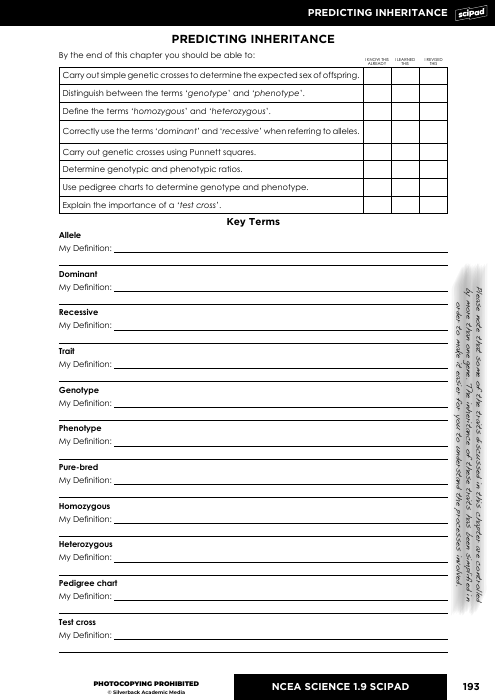 PREDICTING INHERITANCE
scipad
PREDICTING INHERITANCE
By the end of this chapter you should be able to:
I KNOW THIS ALREADY
I LEARNED THIS
I REVISED THIS
Carry out simple genetic crosses to determine the expected sex of offspring.
Distinguish between the terms ‘genotype’ and ‘phenotype’.
Define the terms ‘homozygous’ and ‘heterozygous’.
Correctly use the terms ‘dominant’ and ‘recessive’ when referring to alleles.
Carry out genetic crosses using Punnett squares.
Determine genotypic and phenotypic ratios.
Use pedigree charts to determine genotype and phenotype.
Explain the importance of a ‘test cross’.
Key Terms
Allele
My Definition:
Dominant
My Definition:
Recessive
My Definition:
Trait
My Definition:
Genotype
My Definition:
Phenotype
My Definition:
Pure-bred
My Definition:
Homozygous
My Definition:
Heterozygous
My Definition:
Pedigree chart
My Definition:
Test cross
My Definition:
Please note that some of the traits discussed in this chapter are controlled
by more than one gene. The inheritance of these traits has been simplified in
order to make it easier for you to understand the processes involved.
PHOTOCOPYING PROHIBITED
© Silverback Academic Media
NCEA SCIENCE 1.9 SCIPAD
193